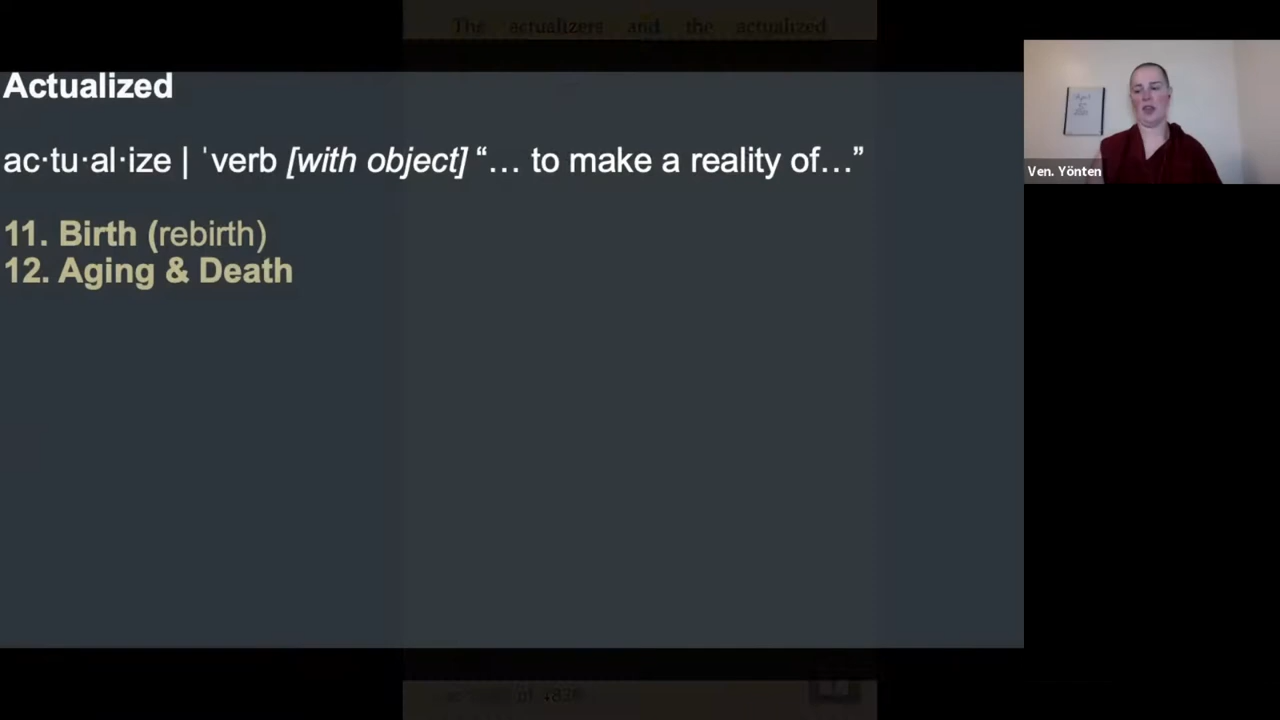 The actualizers and the actualized
Actualized
ac·tu·al·ize | ˈverb [with object] “… to make a reality of…”
11. Birth (rebirth)
12. Aging & Death
Ven. Yönten